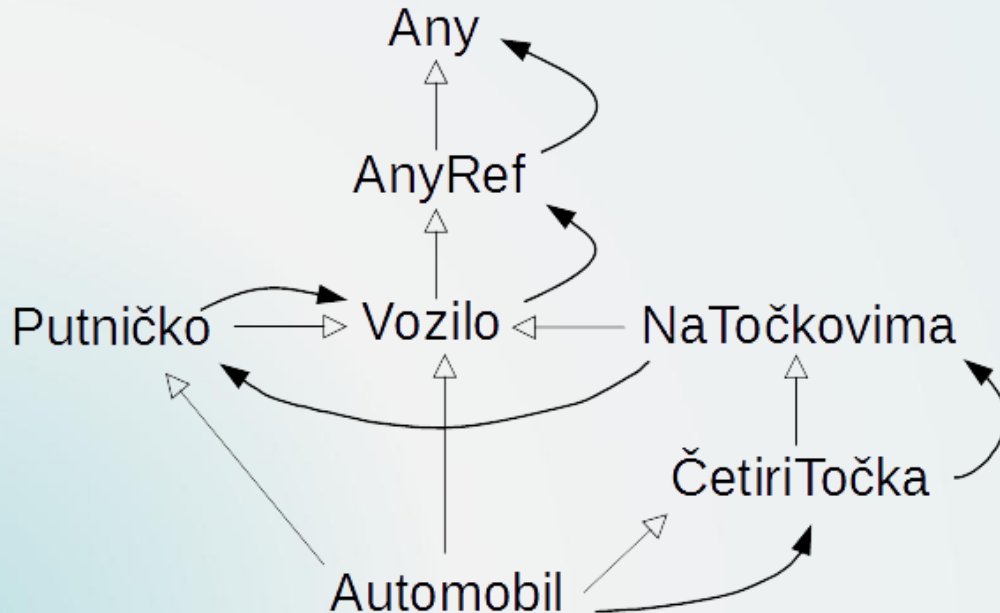 Any
AnyRef
Putničko Vozilo NaTočkovima
ČetiriTočka
Automobil